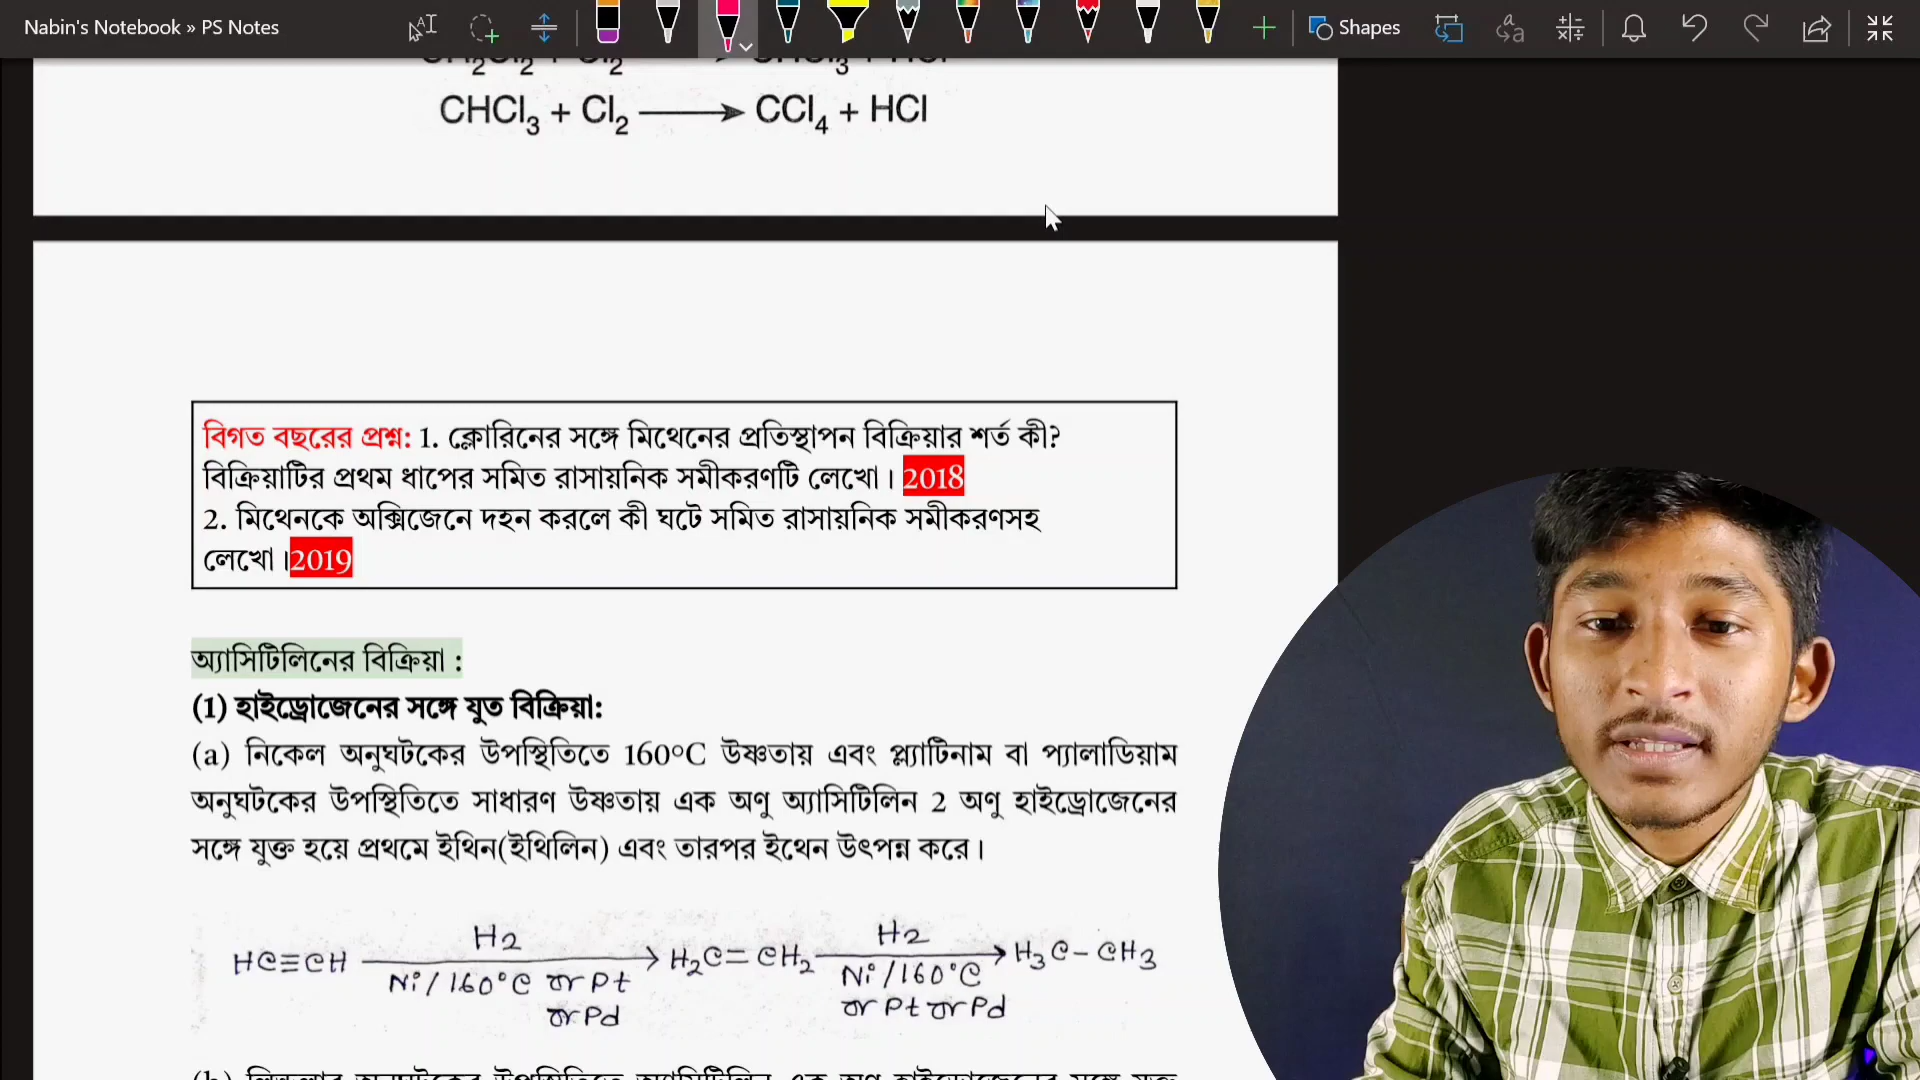 Nabin's Notebook » PS Notes
Shapes
CHCl₃ + Cl₂ ⟶ CCl₄ + HCl
বিগত বছরের প্রশ্ন: 1. ক্লোরিনের সঙ্গে মিথেনের প্রতিস্থাপন বিক্রিয়ার শর্ত কী?
বিক্রিয়াটির প্রথম ধাপের সমিত রাসায়নিক সমীকরণটি লেখো। 2018
2. মিথেনকে অক্সিজেনে দহন করলে কী ঘটে সমিত রাসায়নিক সমীকরণসহ
লেখো।2019
অ্যাসিটিলিনের বিক্রিয়া :
(1) হাইড্রোজেনের সঙ্গে যুত বিক্রিয়া:
(a) নিকেল অনুঘটকের উপস্থিতিতে 160°C উষ্ণতায় এবং প্ল্যাটিনাম বা প্যালাডিয়াম
অনুঘটকের উপস্থিতিতে সাধারণ উষ্ণতায় এক অণু অ্যাসিটিলিন 2 অণু হাইড্রোজেনের
সঙ্গে যুক্ত হয়ে প্রথমে ইথিন(ইথিলিন) এবং তারপর ইথেন উৎপন্ন করে।
H₂ H₂
HC≡CH ⟶ H₂C=CH₂ ⟶ H₃C-CH₃
Ni/160°C or Pt Ni/160°C
or Pd or Pt or Pd